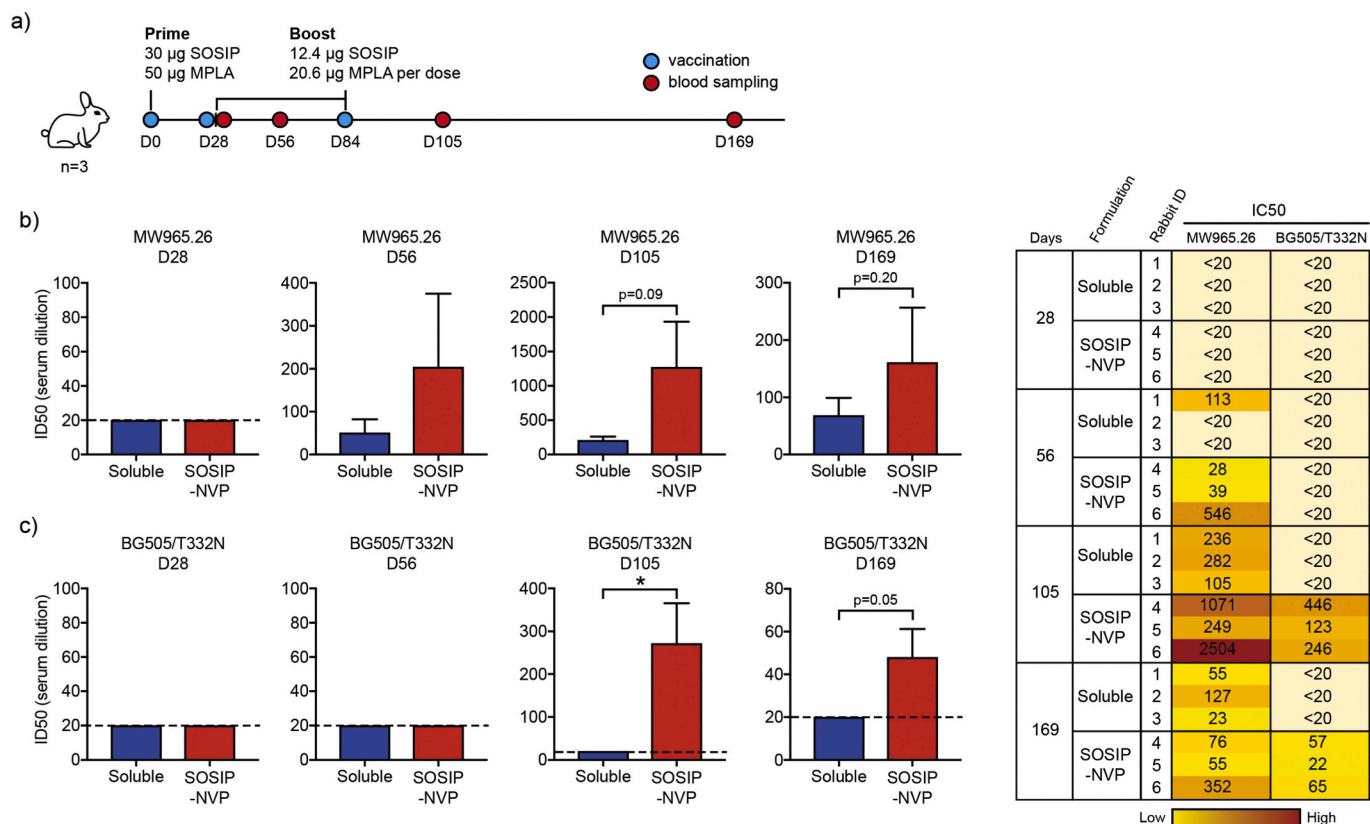 a)
Prime
30 µg SOSIP
50 µg MPLA
Boost
12.4 µg SOSIP
20.6 µg MPLA per dose
vaccination
blood sampling
n=3
D0
D28
D56
D84
D105
D169
b)
MW965.26
D28
MW965.26
D56
MW965.26
D105
MW965.26
D169
ID50 (serum dilution)
100
80
60
40
20
0
Soluble
SOSIP
-NVP
400
300
200
100
0
Soluble
SOSIP
-NVP
2500
2000
1500
1000
500
0
p=0.09
Soluble
SOSIP
-NVP
300
200
100
0
p=0.20
Soluble
SOSIP
-NVP
c)
BG505/T332N
D28
BG505/T332N
D56
BG505/T332N
D105
BG505/T332N
D169
ID50 (serum dilution)
100
80
60
40
20
0
Soluble
SOSIP
-NVP
100
80
60
40
20
0
Soluble
SOSIP
-NVP
400
300
200
100
0
*
Soluble
SOSIP
-NVP
80
60
40
20
0
p=0.05
Soluble
SOSIP
-NVP
IC50
Days Formulation Rabbit ID MW965.26 BG505/T332N
28
Soluble
1 <20 <20
2 <20 <20
3 <20 <20
SOSIP
-NVP
4 <20 <20
5 <20 <20
6 <20 <20
56
Soluble
1 113 <20
2 <20 <20
3 <20 <20
SOSIP
-NVP
4 28 <20
5 39 <20
6 546 <20
105
Soluble
1 236 <20
2 282 <20
3 105 <20
SOSIP
-NVP
4 1071 446
5 249 123
6 2504 246
169
Soluble
1 55 <20
2 127 <20
3 23 <20
SOSIP
-NVP
4 76 57
5 55 22
6 352 65
Low High